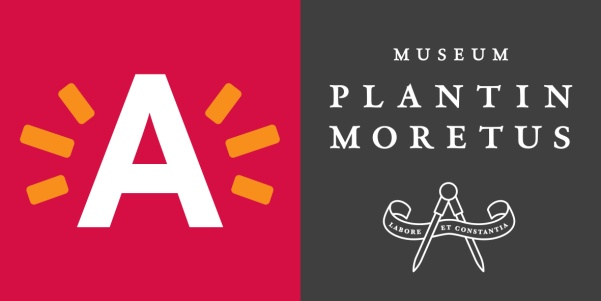 A
MUSEUM
PLANTIN
MORETUS
LABORE ET CONSTANTIA